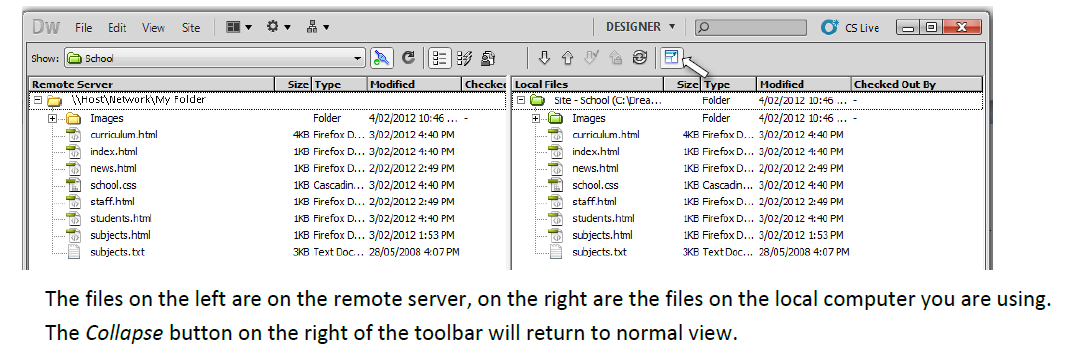 Dw File Edit View Site DESIGNER CS Live
Show: School
Remote Server Size Type Modified Checked Local Files Size Type Modified Checked Out By
\\Host\Network\My Folder Site - School (C:\Drea... Folder 4/02/2012 10:46 ... -
Images Folder 4/02/2012 10:46 ... - Images Folder 4/02/2012 10:46 ... -
curriculum.html 4KB Firefox D... 3/02/2012 4:40 PM curriculum.html 4KB Firefox D... 3/02/2012 4:40 PM
index.html 1KB Firefox D... 3/02/2012 4:40 PM index.html 1KB Firefox D... 3/02/2012 4:40 PM
news.html 1KB Firefox D... 2/02/2012 2:49 PM news.html 1KB Firefox D... 2/02/2012 2:49 PM
school.css 1KB Cascadin... 3/02/2012 4:40 PM school.css 1KB Cascadin... 3/02/2012 4:40 PM
staff.html 1KB Firefox D... 2/02/2012 2:49 PM staff.html 1KB Firefox D... 2/02/2012 2:49 PM
students.html 1KB Firefox D... 3/02/2012 4:40 PM students.html 1KB Firefox D... 3/02/2012 4:40 PM
subjects.html 1KB Firefox D... 3/02/2012 1:53 PM subjects.html 1KB Firefox D... 3/02/2012 1:53 PM
subjects.txt 3KB Text Doc... 28/05/2008 4:07 PM subjects.txt 3KB Text Doc... 28/05/2008 4:07 PM
The files on the left are on the remote server, on the right are the files on the local computer you are using.
The Collapse button on the right of the toolbar will return to normal view.